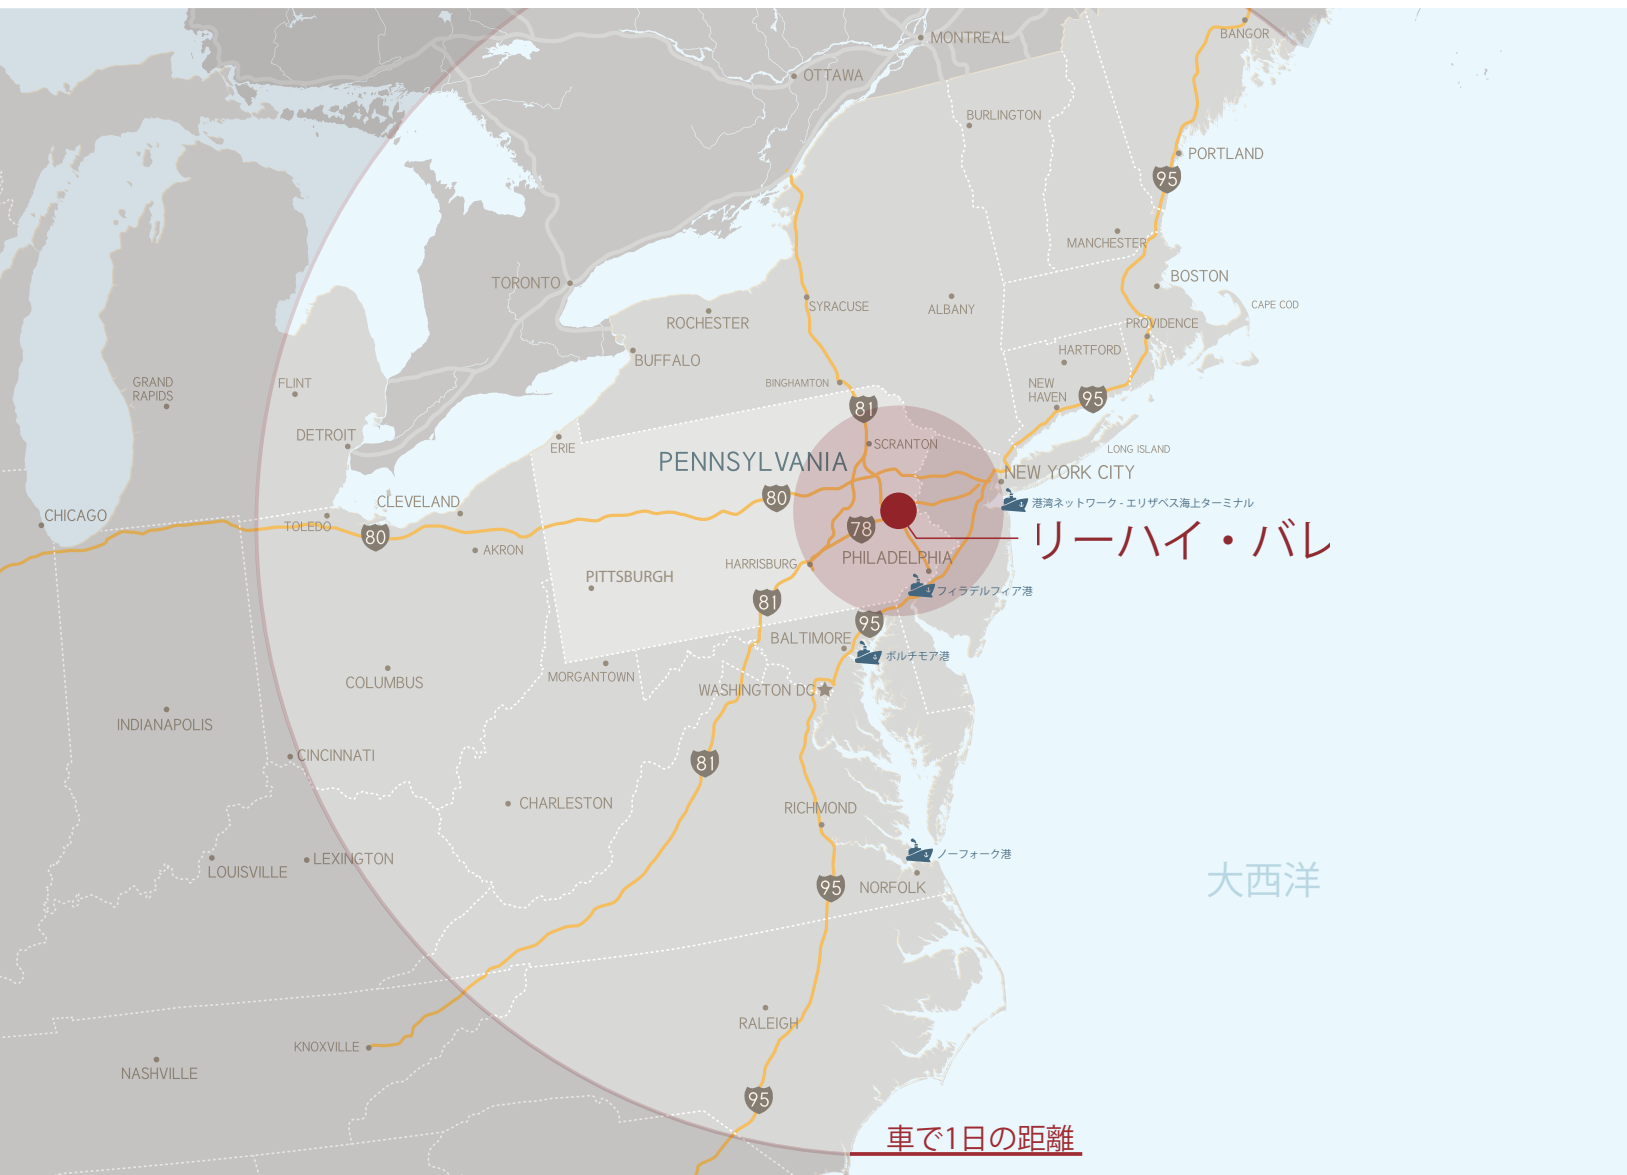 BANGOR
MONTREAL
OTTAWA
BURLINGTON
PORTLAND
95
MANCHESTER
BOSTON
TORONTO
SYRACUSE
ALBANY
CAPE COD
ROCHESTER
PROVIDENCE
BUFFALO
HARTFORD
GRAND
RAPIDS
FLINT
BINGHAMTON
NEW
HAVEN
95
81
DETROIT
ERIE
SCRANTON
LONG ISLAND
PENNSYLVANIA
NEW YORK CITY
80
CLEVELAND
港湾ネットワーク - エリザベス海上ターミナル
CHICAGO
TOLEDO
80
78
リーハイ・バレ
AKRON
HARRISBURG
PHILADELPHIA
PITTSBURGH
フィラデルフィア港
81
95
BALTIMORE
ボルチモア港
MORGANTOWN
COLUMBUS
WASHINGTON DC
INDIANAPOLIS
CINCINNATI
81
CHARLESTON
RICHMOND
ノーフォーク港
LEXINGTON
LOUISVILLE
95
NORFOLK
大西洋
RALEIGH
KNOXVILLE
NASHVILLE
95
車で1日の距離